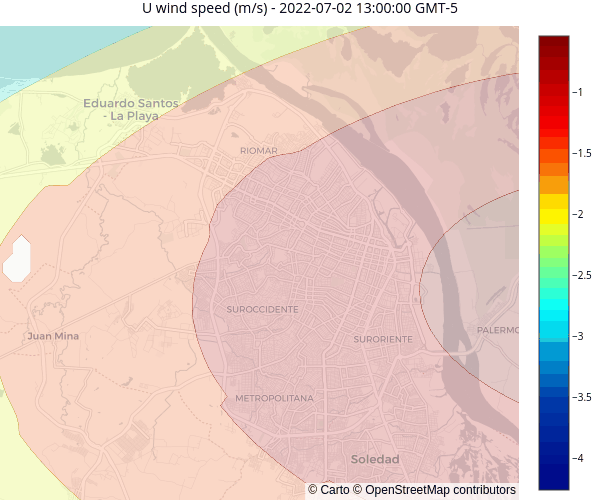 U wind speed (m/s) - 2022-07-02 13:00:00 GMT-5
Eduardo Santos
- La Playa
RIOMAR
SUROCCIDENTE
Juan Mina
SURORIENTE
PALERMO
METROPOLITANA
Soledad
© Carto © OpenStreetMap contributors
−1
−1.5
−2
−2.5
−3
−3.5
−4